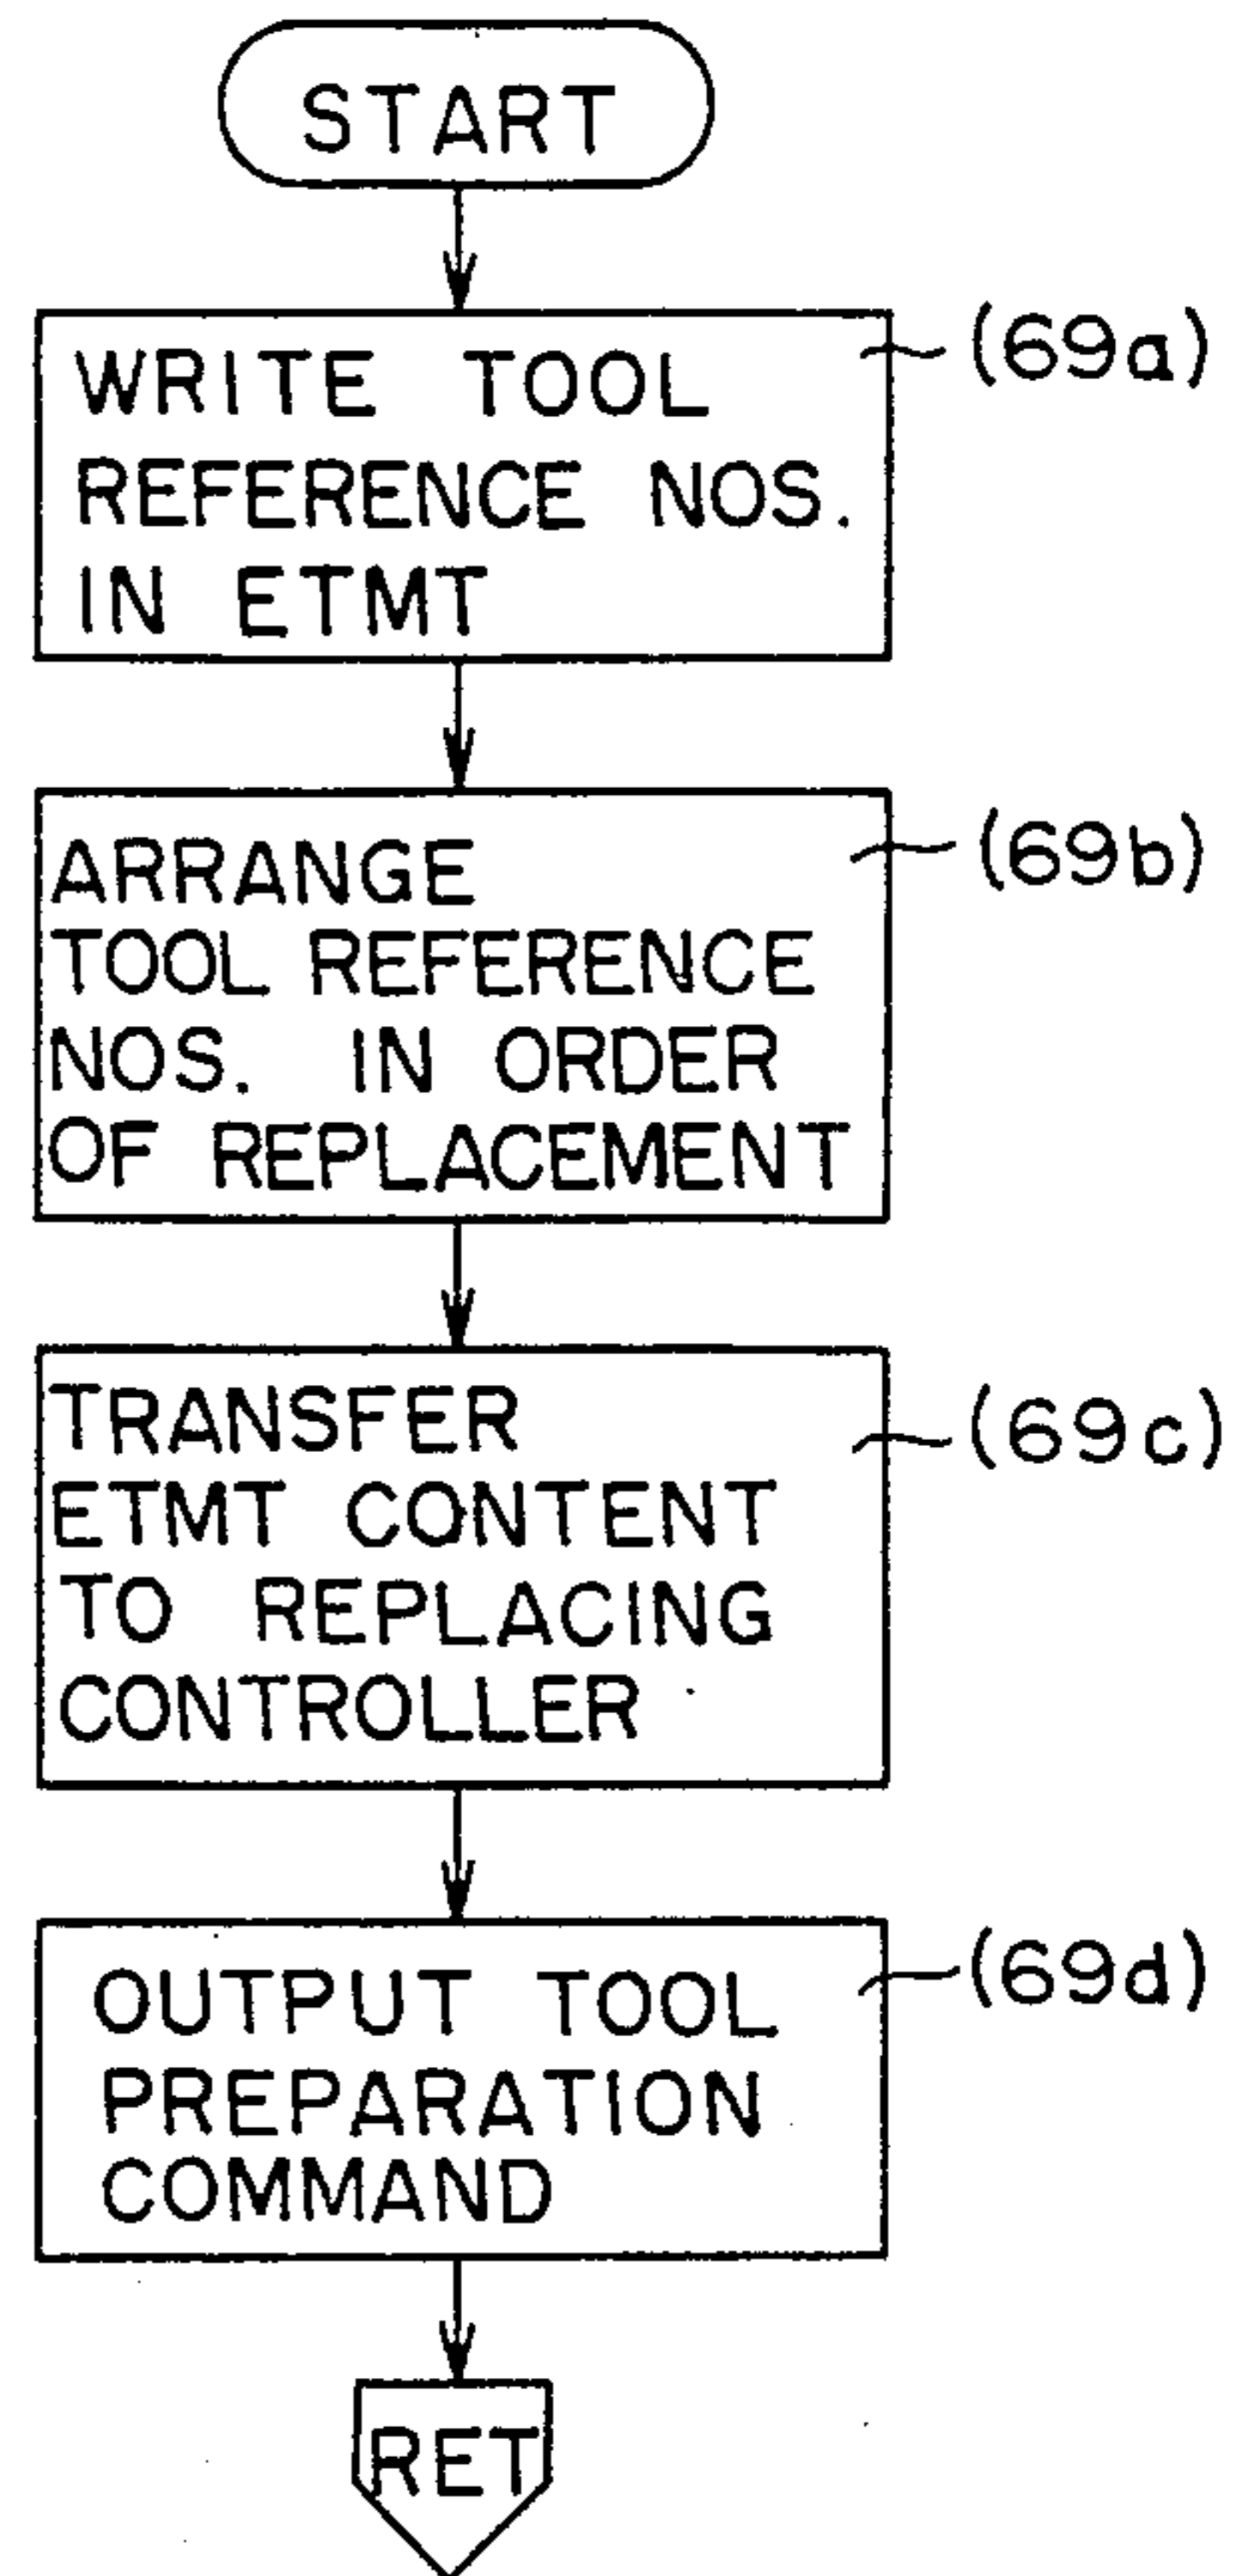 START
WRITE TOOL (69a)
REFERENCE NOS.
IN ETMT
ARRANGE (69b)
TOOL REFERENCE
NOS. IN ORDER
OF REPLACEMENT
TRANSFER (69c)
ETMT CONTENT
TO REPLACING
CONTROLLER
OUTPUT TOOL (69d)
PREPARATION
COMMAND
RET